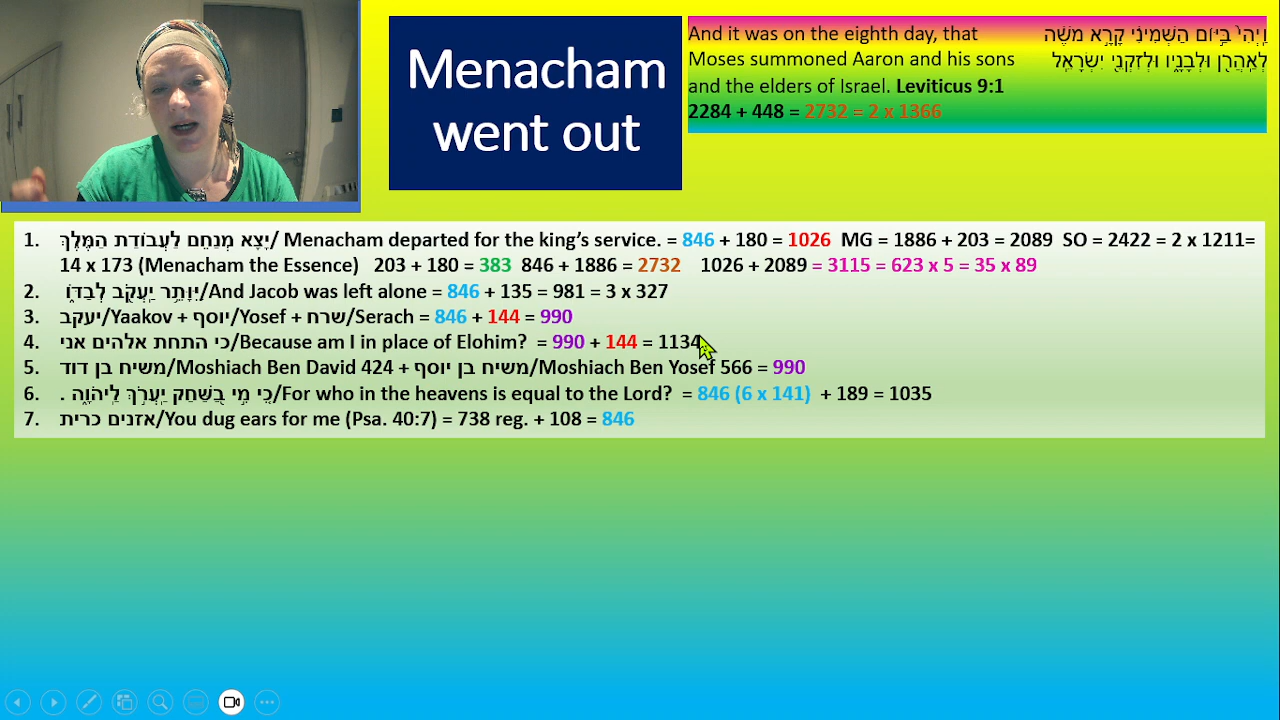 Menacham
went out
And it was on the eighth day, that
Moses summoned Aaron and his sons
and the elders of Israel. Leviticus 9:1
2284 + 448 = 2732 = 2 x 1366
וַיְהִי֙ בַּיּ֣וֹם הַשְּׁמִינִ֔י קָרָ֣א מֹשֶׁ֔ה
לְאַהֲרֹ֖ן וּלְבָנָ֑יו וּלְזִקְנֵ֖י יִשְׂרָאֵֽל
1. יָצָא מְנַחֵם לַעְבוֹדַת הַמֶּלֶךְ/ Menacham departed for the king's service. = 846 + 180 = 1026 MG = 1886 + 203 = 2089 SO = 2422 = 2 x 1211=
14 x 173 (Menacham the Essence) 203 + 180 = 383 846 + 1886 = 2732 1026 + 2089 = 3115 = 623 x 5 = 35 x 89
2. וַיִּוָּתֵ֥ר יַעֲקֹ֖ב לְבַדּ֑וֹ/And Jacob was left alone = 846 + 135 = 981 = 3 x 327
3. יעקב/Yaakov + יוסף/Yosef + שרח/Serach = 846 + 144 = 990
4. כי התחת אלהים אני/Because am I in place of Elohim? = 990 + 144 = 1134
5. משיח בן דוד/Moshiach Ben David 424 + משיח בן יוסף/Moshiach Ben Yosef 566 = 990
6. . כִּ֤י מִ֣י בַ֭שַּׁחַק יַעֲרֹ֣ךְ לַיהֹוָ֑ה/For who in the heavens is equal to the Lord? = 846 (6 x 141) + 189 = 1035
7. אזנים כרית/You dug ears for me (Psa. 40:7) = 738 reg. + 108 = 846